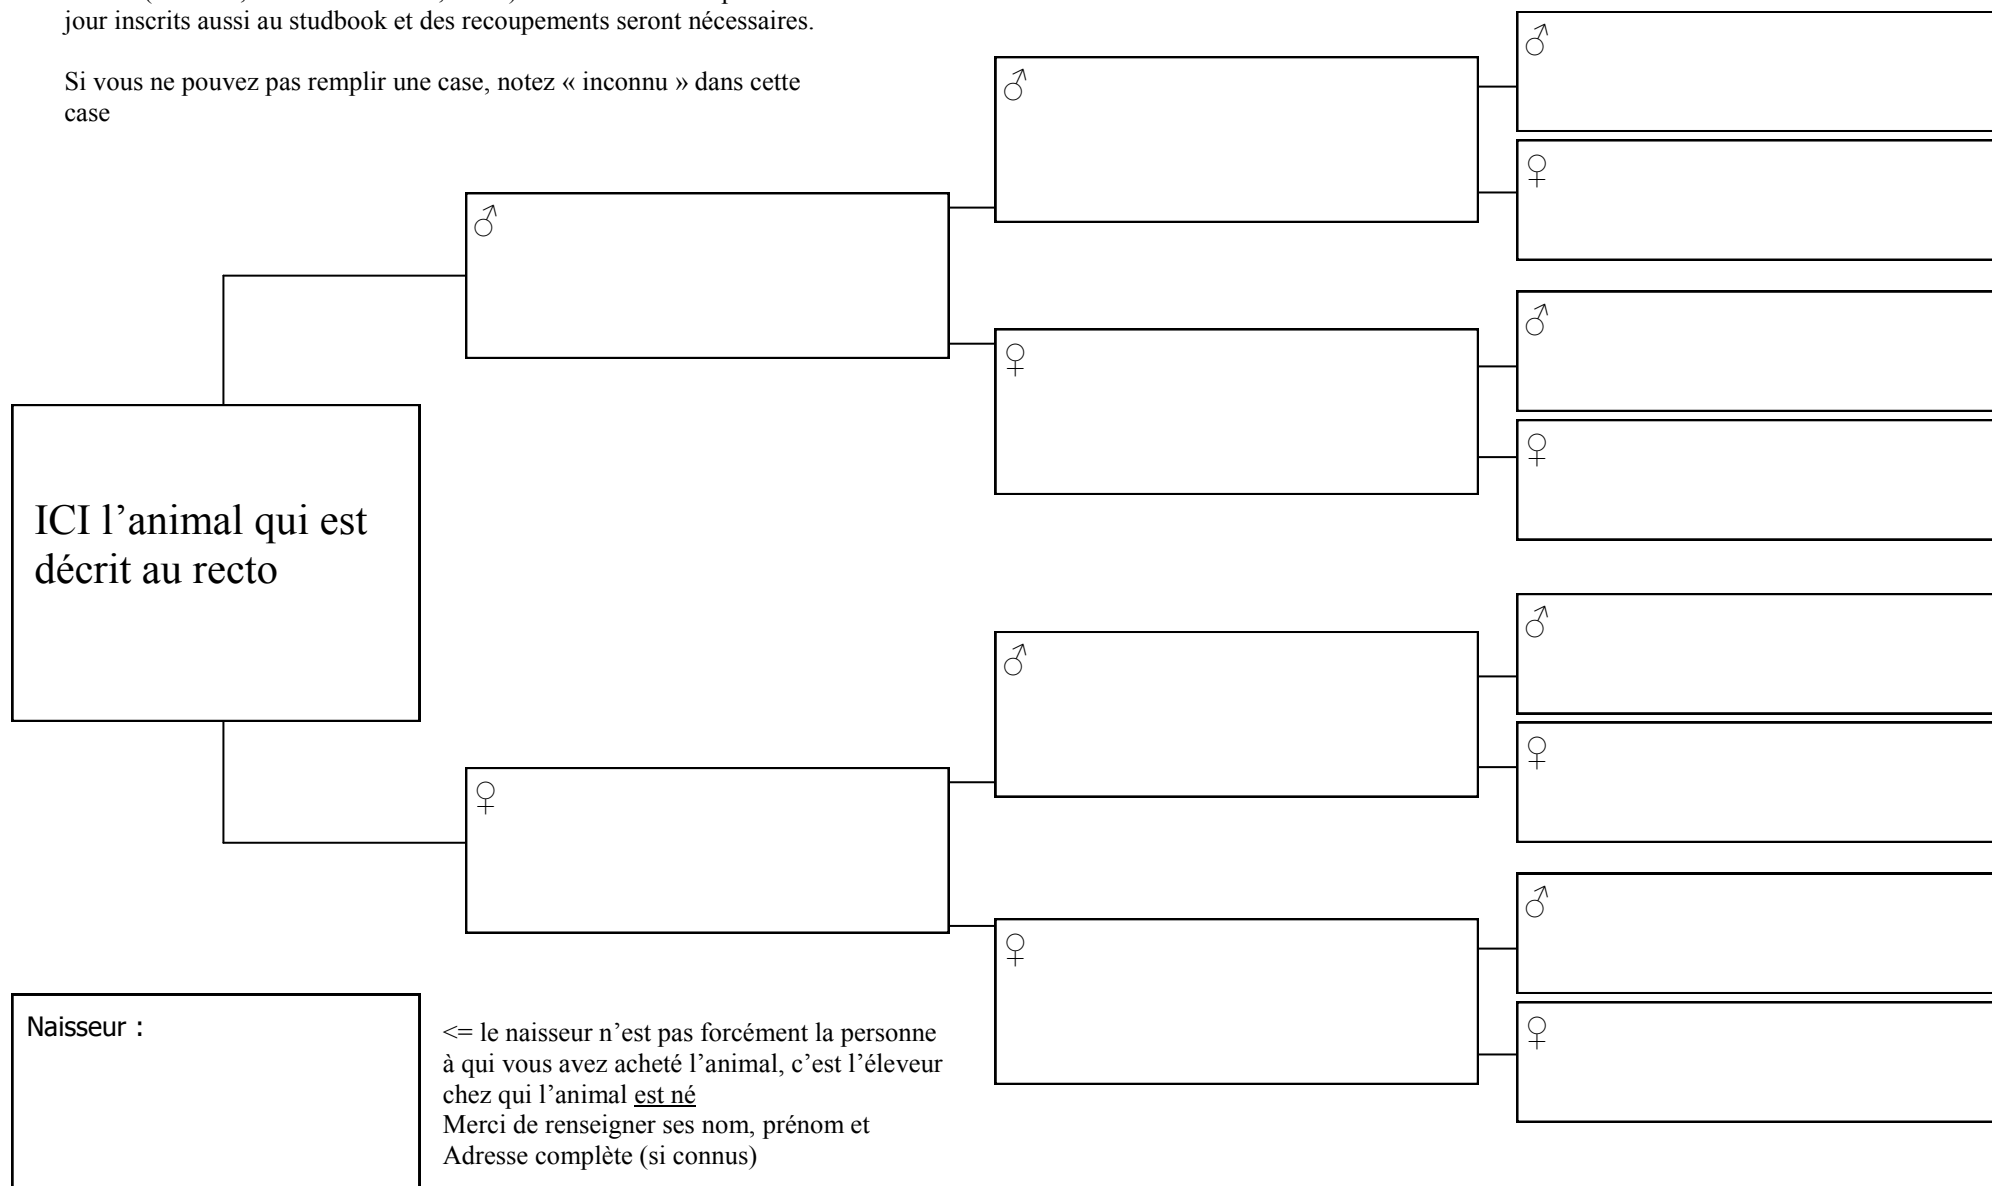 jour inscrits aussi au studbook et des recoupements seront nécessaires.
Si vous ne pouvez pas remplir une case, notez « inconnu » dans cette
case
♂
♀
♂
♂
♀
♂
♀
♀
ICI l’animal qui est
décrit au recto
♂
♀
♂
♀
♀
♂
♀
Naisseur :
<= le naisseur n’est pas forcément la personne
à qui vous avez acheté l’animal, c’est l’éleveur
chez qui l’animal est né
Merci de renseigner ses nom, prénom et
Adresse complète (si connus)